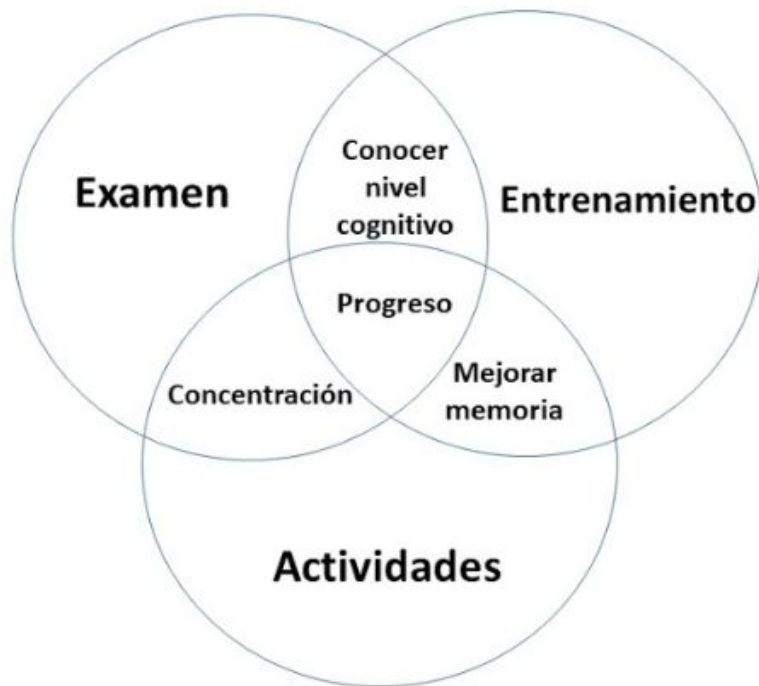 Examen
Conocer
nivel
cognitivo
Entrenamiento
Progreso
Concentración
Mejorar
memoria
Actividades